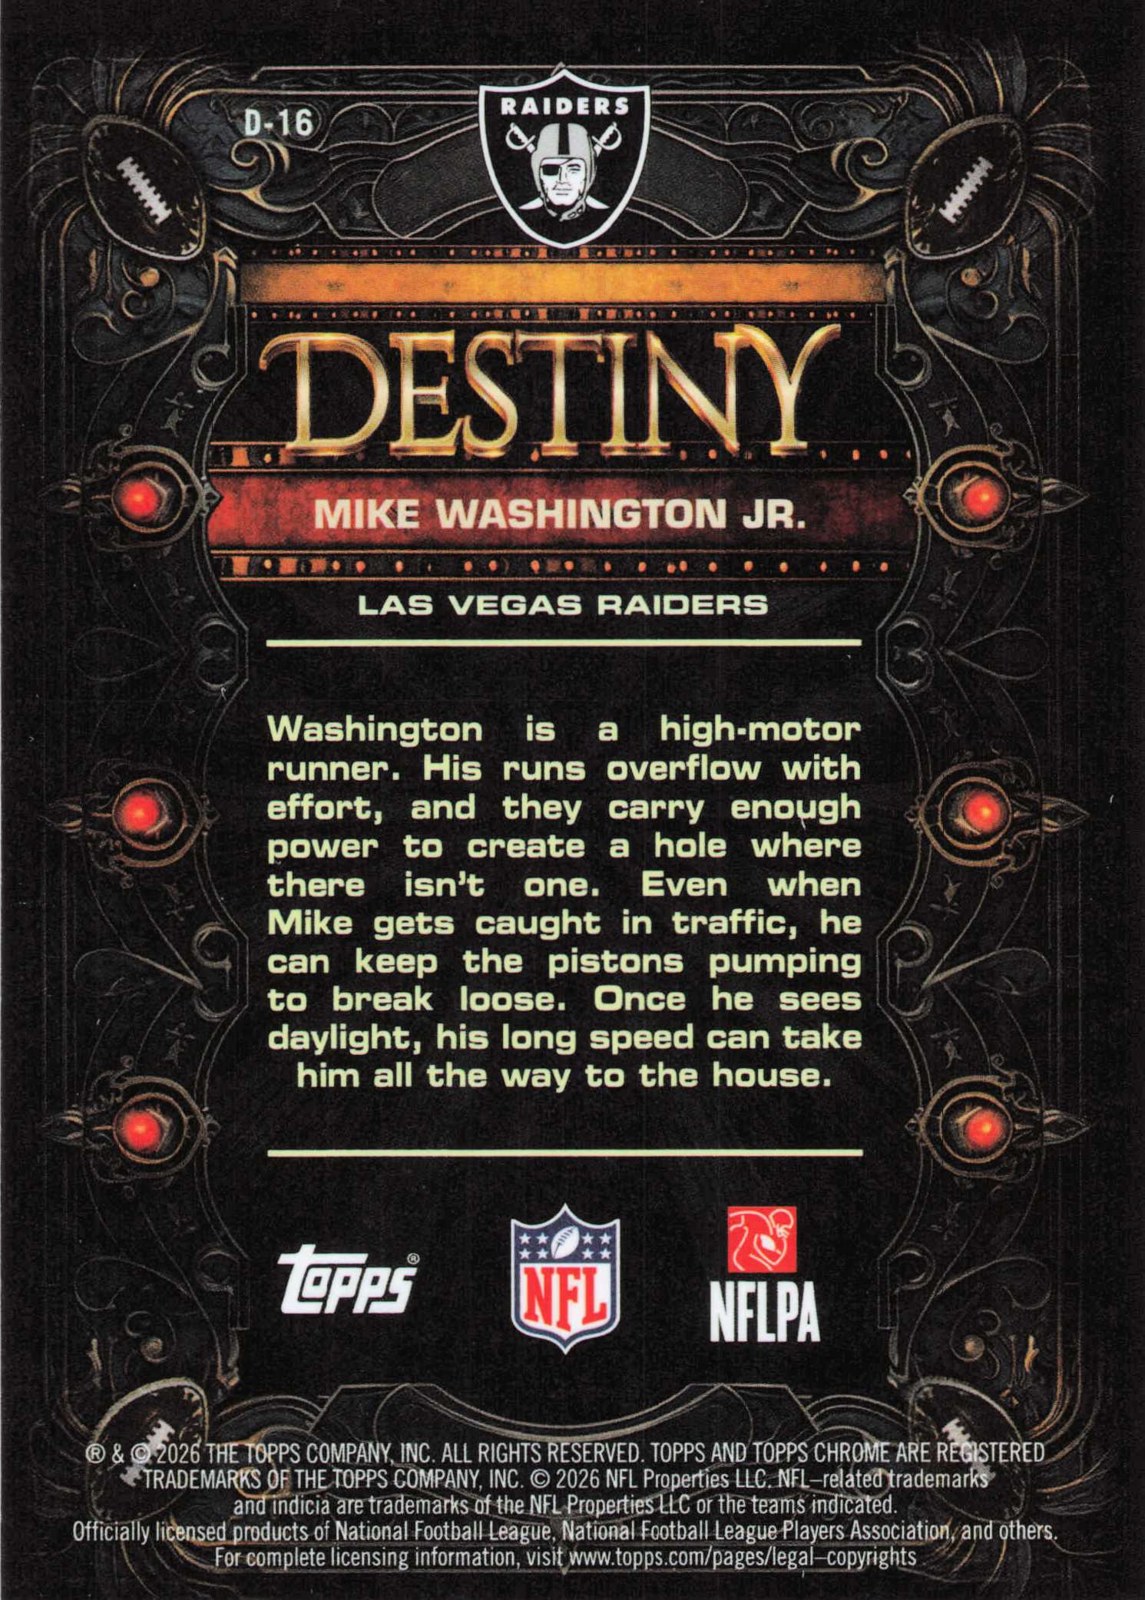 D-16
RAIDERS
DESTINY
MIKE WASHINGTON JR.
LAS VEGAS RAIDERS
Washington is a high-motor
runner. His runs overflow with
effort, and they carry enough
power to create a hole where
there isn't one. Even when
Mike gets caught in traffic, he
can keep the pistons pumping
to break loose. Once he sees
daylight, his long speed can take
him all the way to the house.
Topps®
NFL
NFLPA
® & © 2026 THE TOPPS COMPANY, INC. ALL RIGHTS RESERVED. TOPPS AND TOPPS CHROME ARE REGISTERED
TRADEMARKS OF THE TOPPS COMPANY, INC. © 2026 NFL Properties LLC. NFL–related trademarks
and indicia are trademarks of the NFL Properties LLC or the teams indicated.
Officially licensed products of National Football League, National Football League Players Association, and others.
For complete licensing information, visit www.topps.com/pages/legal–copyrights